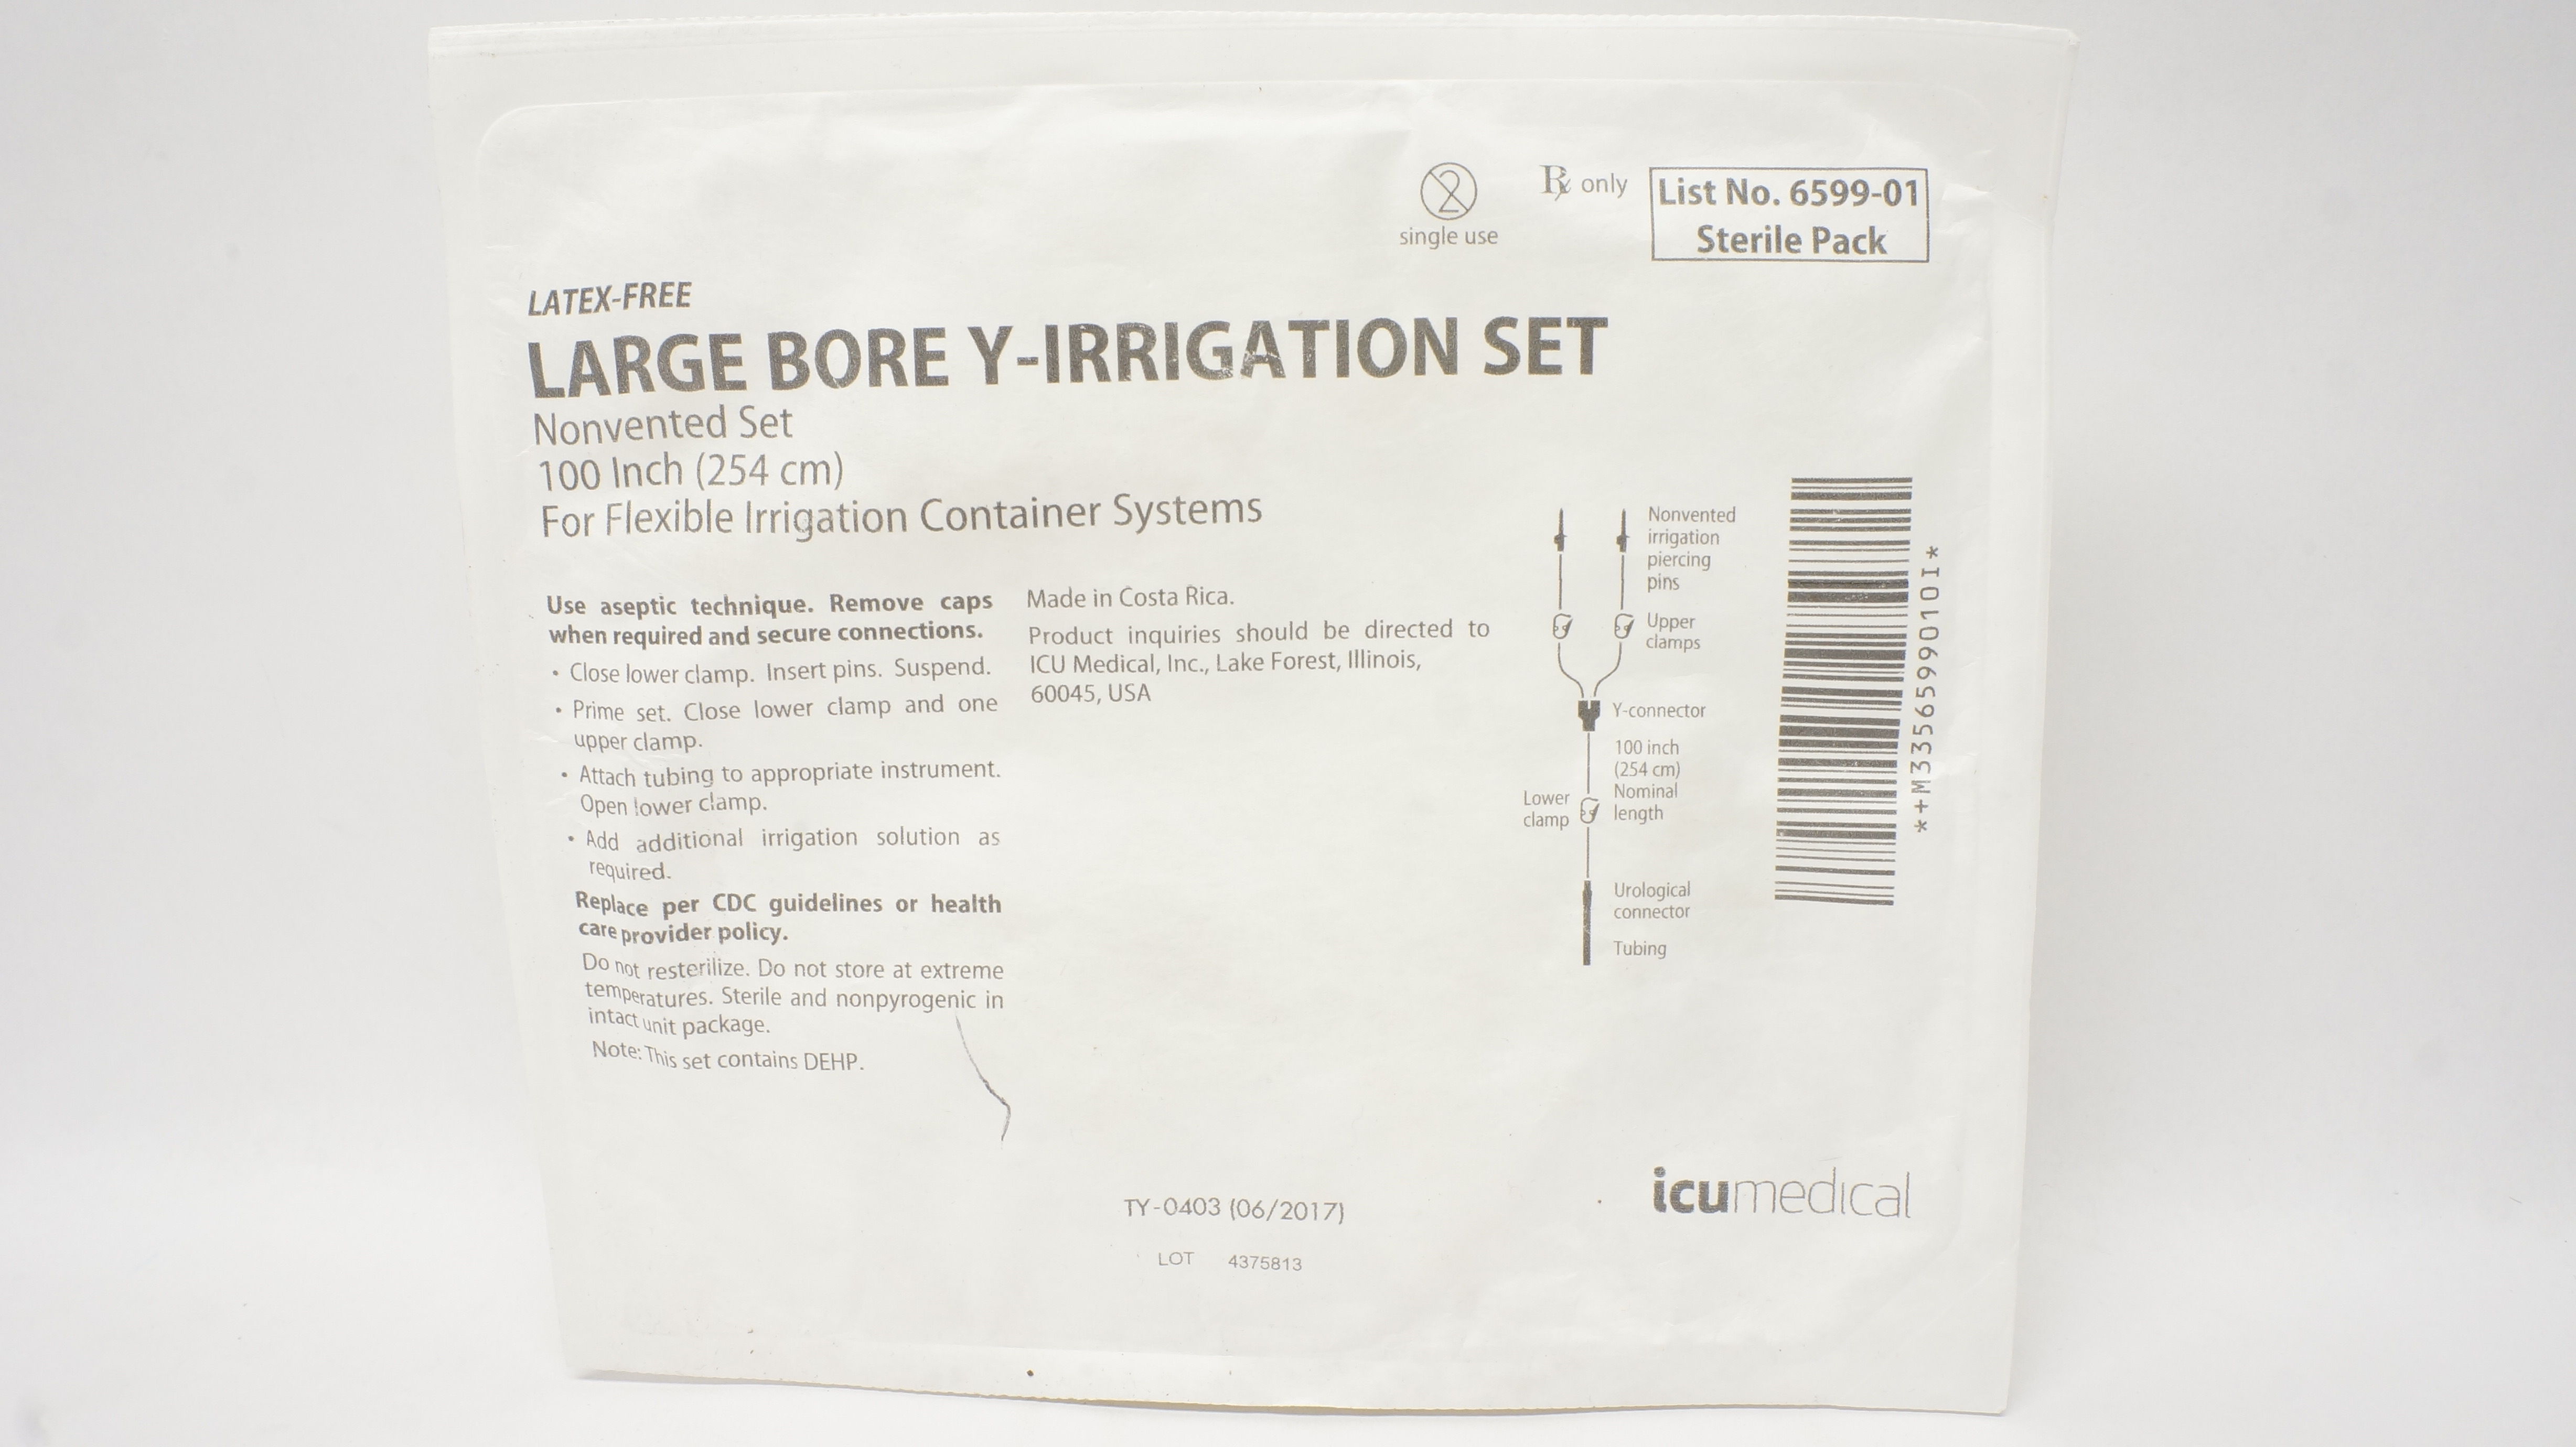 2
single use
Rx only
List No. 6599-01
Sterile Pack
LATEX-FREE
LARGE BORE Y-IRRIGATION SET
Nonvented Set
100 Inch (254 cm)
For Flexible Irrigation Container Systems
Use aseptic technique. Remove caps
when required and secure connections.
• Close lower clamp. Insert pins. Suspend.
• Prime set. Close lower clamp and one
upper clamp.
• Attach tubing to appropriate instrument.
Open lower clamp.
• Add additional irrigation solution as
required.
Replace per CDC guidelines or health
care provider policy.
Do not resterilize. Do not store at extreme
temperatures. Sterile and nonpyrogenic in
intact unit package.
Note: This set contains DEHP.
Made in Costa Rica.
Product inquiries should be directed to
ICU Medical, Inc., Lake Forest, Illinois,
60045, USA
Nonvented
irrigation
piercing
pins
Upper
clamps
Y-connector
100 inch
(254 cm)
Nominal
length
Lower
clamp
Urological
connector
Tubing
*+M3356599010I*
TY-0403 (06/2017)
LOT 4375813
icumedical